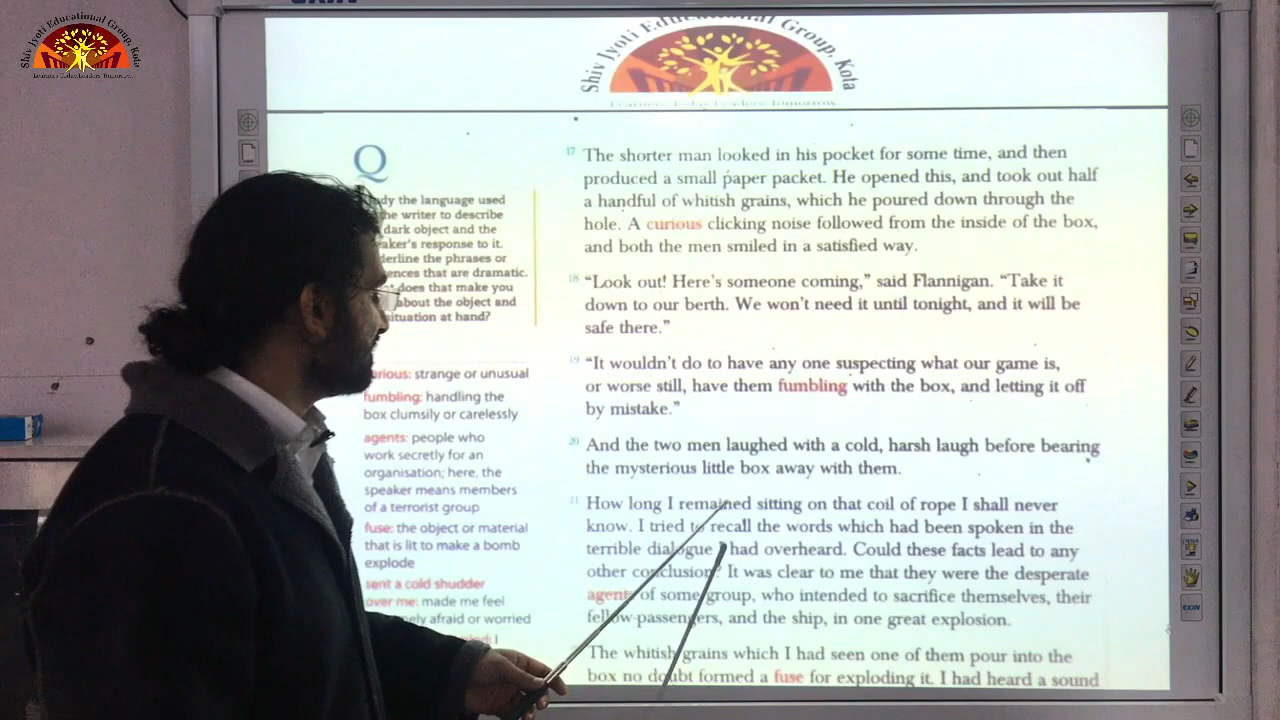 Shiv Jyoti Educational Group, Kota
EKIN
Shiv Jyoti Educational Group, Kota
Learners Today Leaders Tomorrow
Q
the language used
the writer to describe
dark object and the
response to it.
the phrases or
that are dramatic.
does that make you
about the object and
situation at hand?
curious: strange or unusual
fumbling: handling the
box clumsily or carelessly
agents: people who
work secretly for an
organisation; here, the
speaker means members
of a terrorist group
fuse: the object or material
that is lit to make a bomb
explode
sent a cold shudder
over me: made me feel
afraid or worried
I
17 The shorter man looked in his pocket for some time, and then
produced a small paper packet. He opened this, and took out half
a handful of whitish grains, which he poured down through the
hole. A curious clicking noise followed from the inside of the box,
and both the men smiled in a satisfied way.
18 “Look out! Here’s someone coming,” said Flannigan. “Take it
down to our berth. We won’t need it until tonight, and it will be
safe there.”
19 “It wouldn’t do to have any one suspecting what our game is,
or worse still, have them fumbling with the box, and letting it off
by mistake.”
20 And the two men laughed with a cold, harsh laugh before bearing
the mysterious little box away with them.
21 How long I remained sitting on that coil of rope I shall never
know. I tried to recall the words which had been spoken in the
terrible dialogue I had overheard. Could these facts lead to any
other conclusion? It was clear to me that they were the desperate
agents of some group, who intended to sacrifice themselves, their
fellow-passengers, and the ship, in one great explosion.
The whitish grains which I had seen one of them pour into the
box no doubt formed a fuse for exploding it. I had heard a sound
EKIN